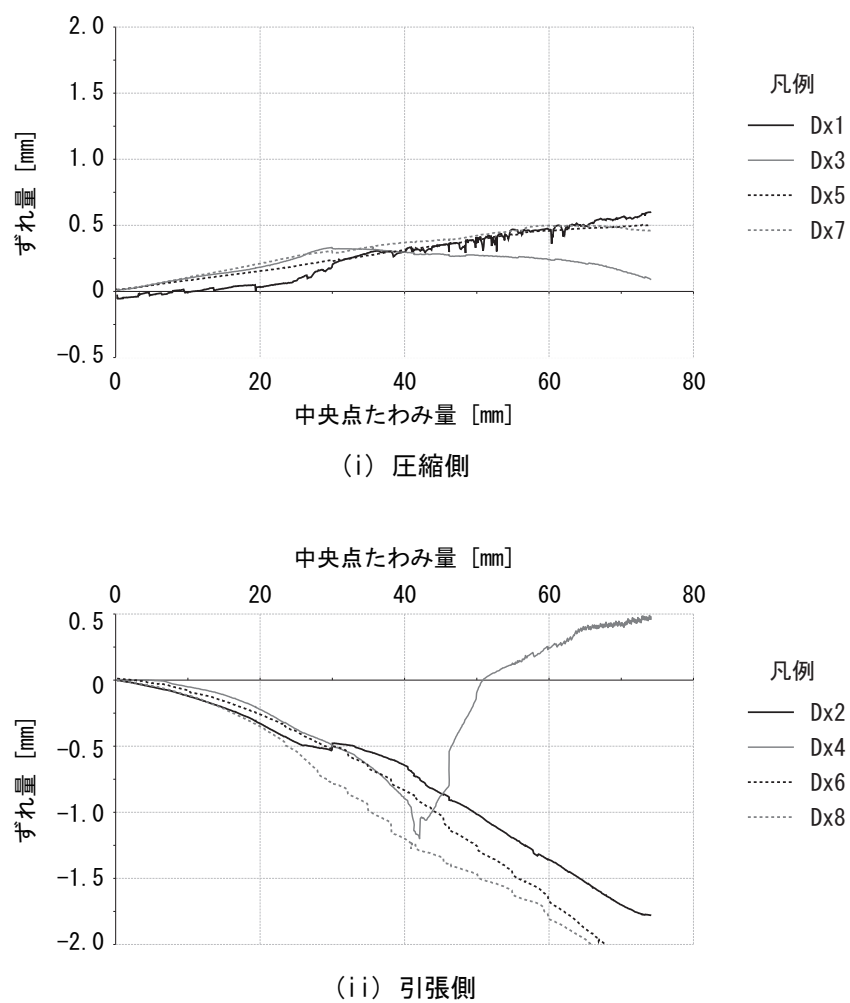 2.0
1.5
1.0
0.5
0
-0.5
ずれ量 [mm]
0 20 40 60 80
中央点たわみ量 [mm]
凡例
Dx1
Dx3
Dx5
Dx7
(i) 圧縮側
中央点たわみ量 [mm]
0 20 40 60 80
0.5
0
-0.5
-1.0
-1.5
-2.0
ずれ量 [mm]
凡例
Dx2
Dx4
Dx6
Dx8
(ii) 引張側